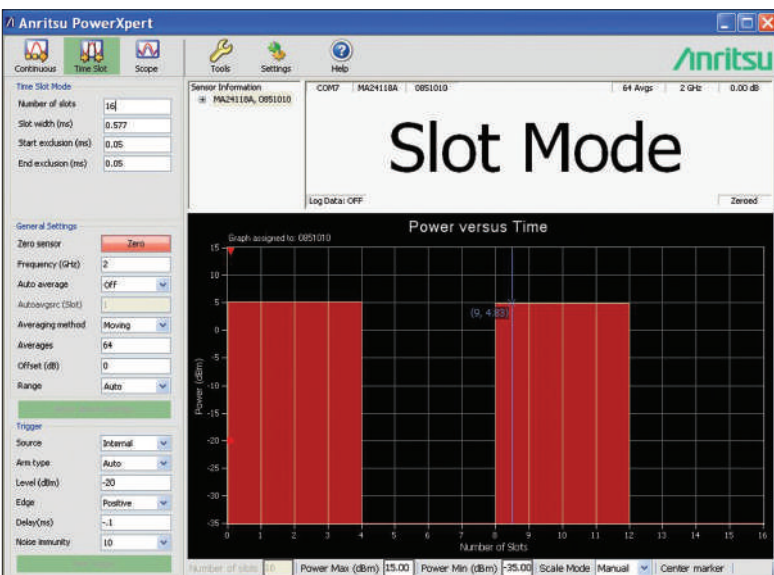 Anritsu PowerXpert
Continuous Time Slot Scope Tools Settings Help
Anritsu
Time Slot Mode
Number of slots 16
Slot width (ms) 0.577
Start exclusion (ms) 0.05
End exclusion (ms) 0.05
Sensor Information
MA24118A, 0851010
COM7 MA24118A 0851010 64 Avgs 2 GHz 0.00 dB
Slot Mode
Log Data: OFF Zeroed
General Settings
Zero sensor Zero
Frequency (GHz) 2
Auto average Off
Autoavgsrc (Slot) 1
Averaging method Moving
Averages 64
Offset (dB) 0
Range Auto
Trigger
Source Internal
Arm type Auto
Level (dBm) -20
Edge Positive
Delay(ms) -.1
Noise immunity 10
Power versus Time
Graph assigned to: 0851010
15
10
5
0
-5
-10
-15
-20
-25
-30
-35
Power (dBm)
(9, 4.83)
0 1 2 3 4 5 6 7 8 9 10 11 12 13 14 15 16
Number of Slots
Number of slots 16 Power Max (dBm) 15.00 Power Min (dBm) -35.00 Scale Mode Manual Center marker